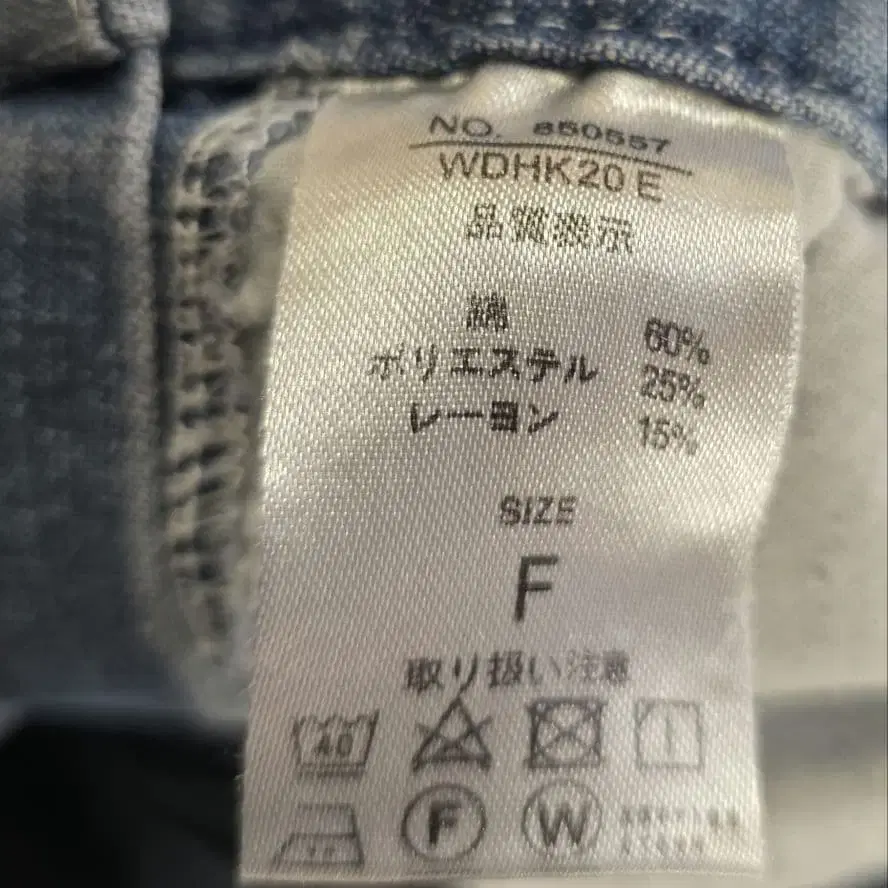 NO. 850557
WDHK20 E
品質表示
綿 60%
ポリエステル 25%
レーヨン 15%
SIZE
F
取り扱い注意
40
F W